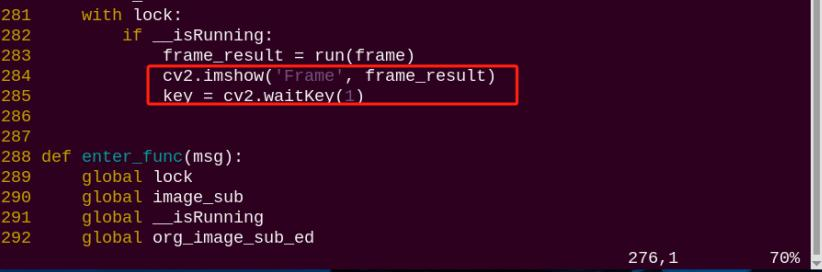 281     with lock:
282         if __isRunning:
283             frame_result = run(frame)
284             cv2.imshow('Frame', frame_result)
285             key = cv2.waitKey(1)
286
287
288 def enter_func(msg):
289     global lock
290     global image_sub
291     global __isRunning
292     global org_image_sub_ed
276,1 70%